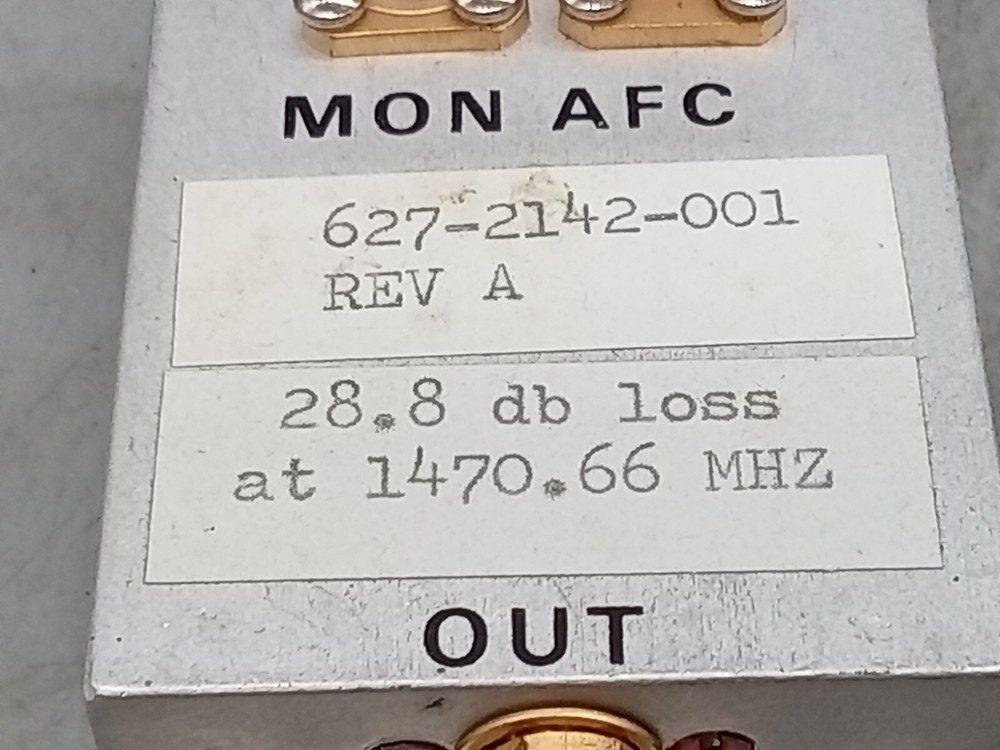 MON AFC
627-2142-001
REV A
28.8 db loss
at 1470.66 MHZ
OUT